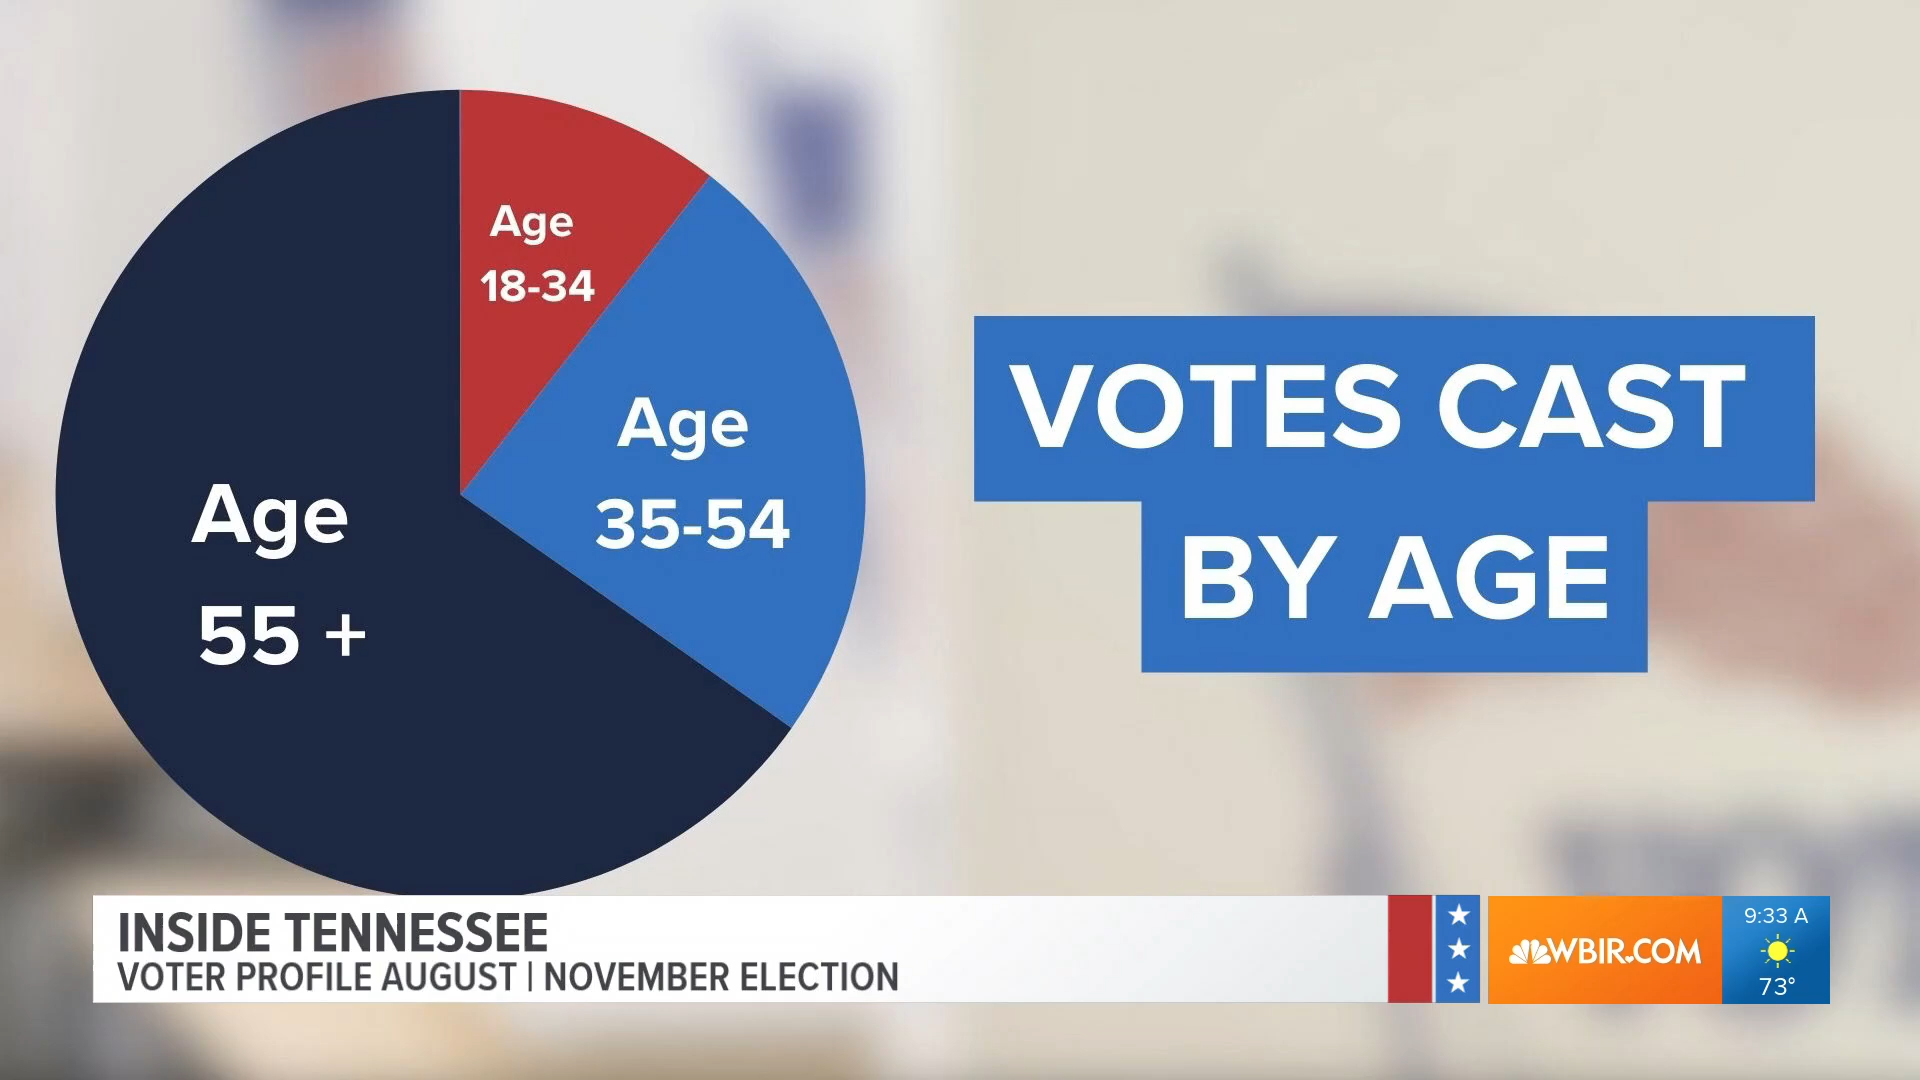 Age
18-34
Age
35-54
Age
55 +
VOTES CAST
BY AGE
INSIDE TENNESSEE
VOTER PROFILE AUGUST | NOVEMBER ELECTION
WBIR.COM
9:33 A
73°